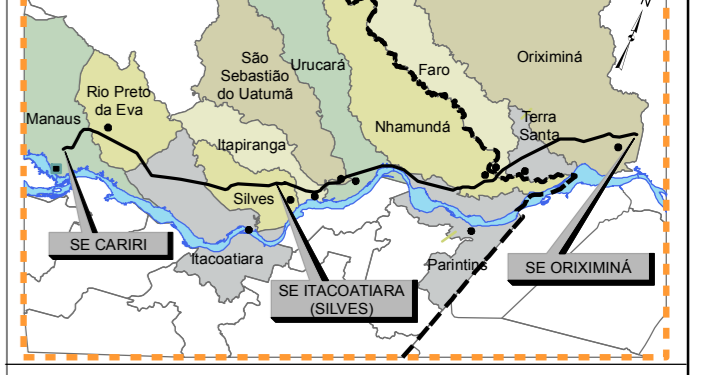 São
Sebastião
do Uatumã
Urucará
Faro
Oriximiná
Rio Preto
da Eva
Manaus
Nhamundá
Terra
Santa
Itapiranga
Silves
SE CARIRI
Itacoatiara
Parintins
SE ORIXIMINÁ
SE ITACOATIARA
(SILVES)